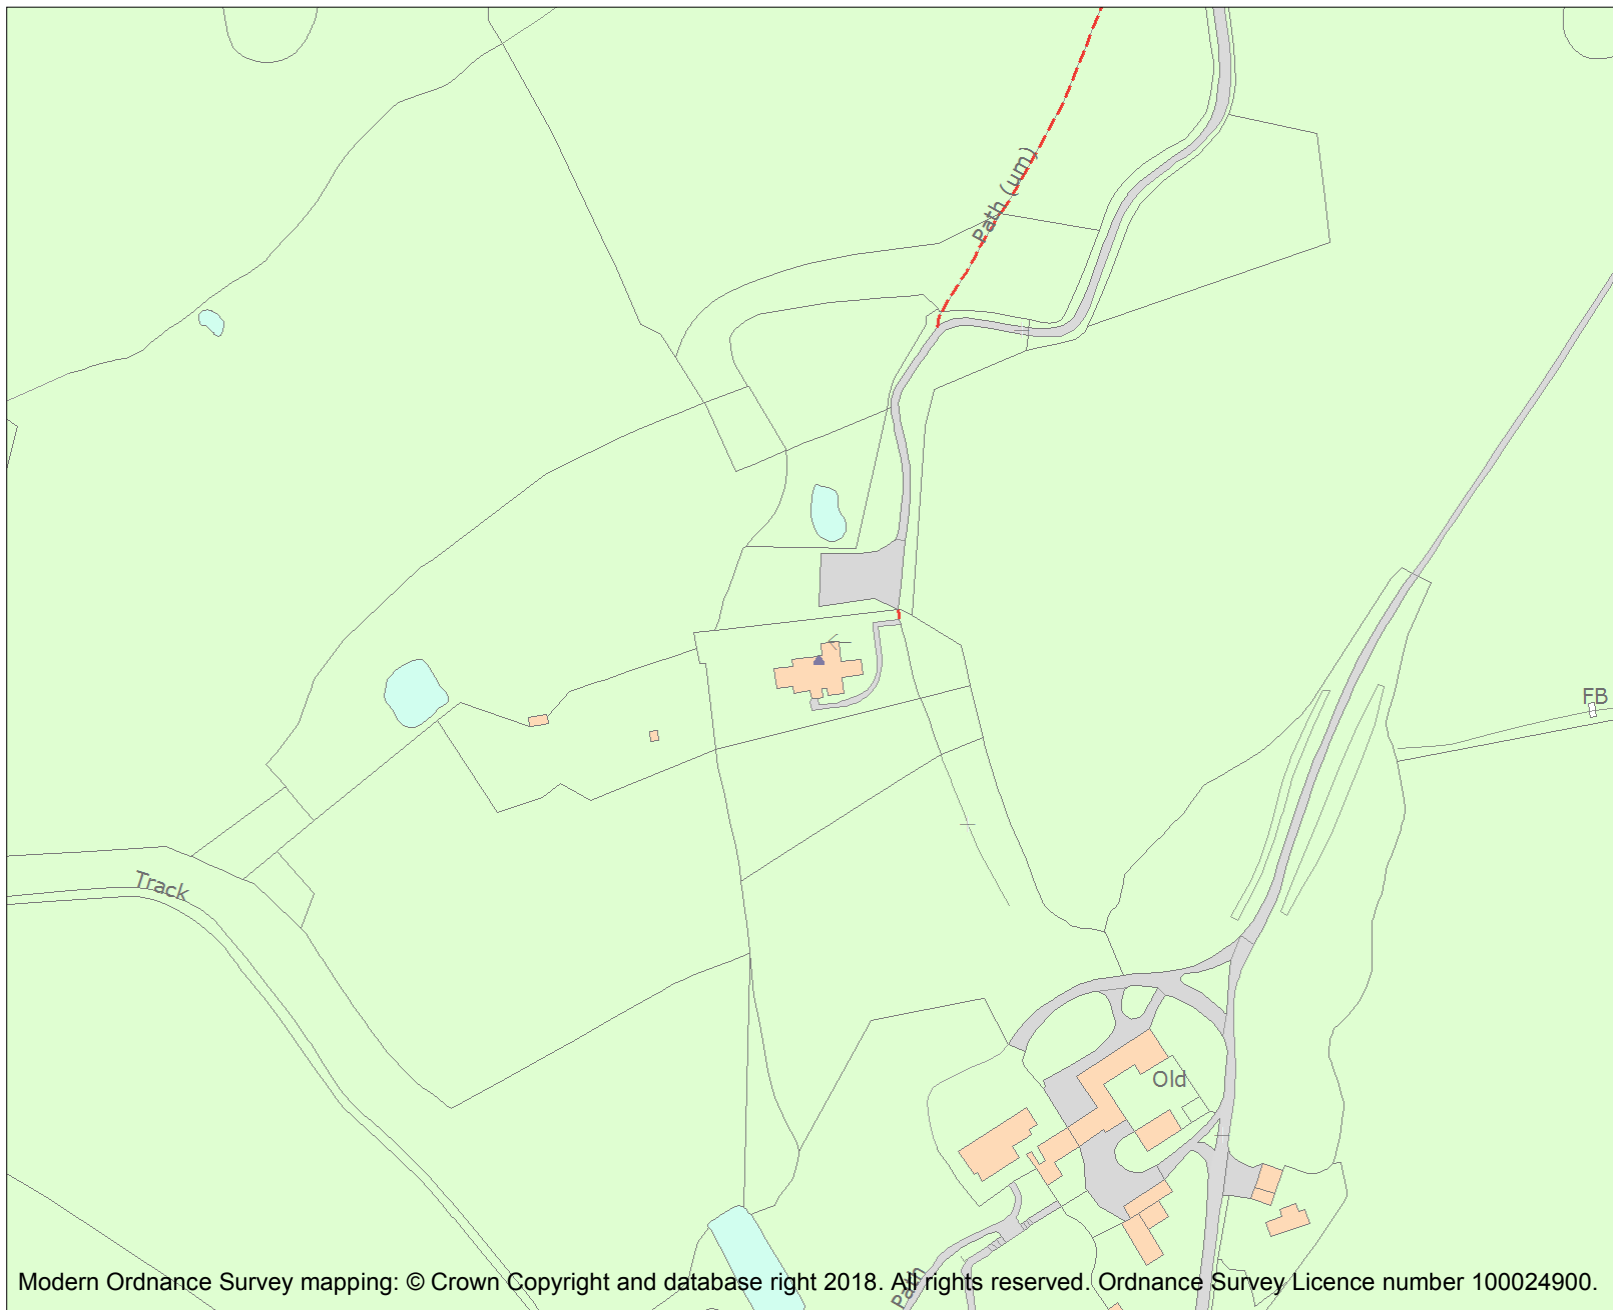 Path (um)
FB
Track
Old
Path
Modern Ordnance Survey mapping: © Crown Copyright and database right 2018. All rights reserved. Ordnance Survey Licence number 100024900.